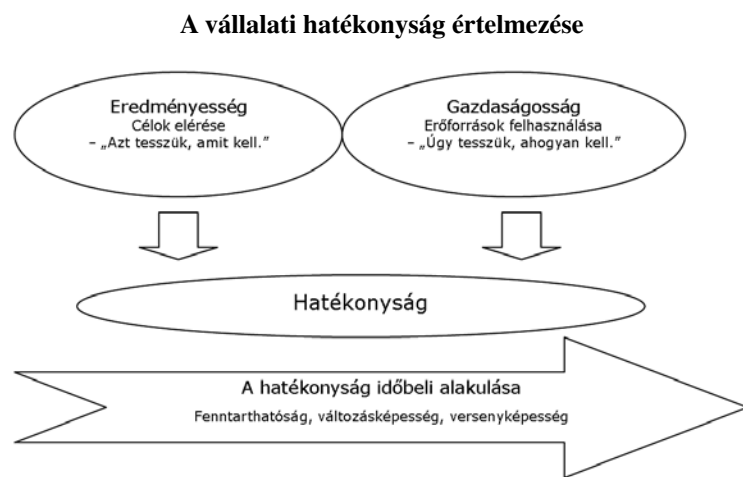 A vállalati hatékonyság értelmezése
Eredményesség
Célok elérése
– „Azt tesszük, amit kell.”
Gazdaságosság
Erőforrások felhasználása
– „Úgy tesszük, ahogyan kell.”
Hatékonyság
A hatékonyság időbeli alakulása
Fenntarthatóság, változásképesség, versenyképesség